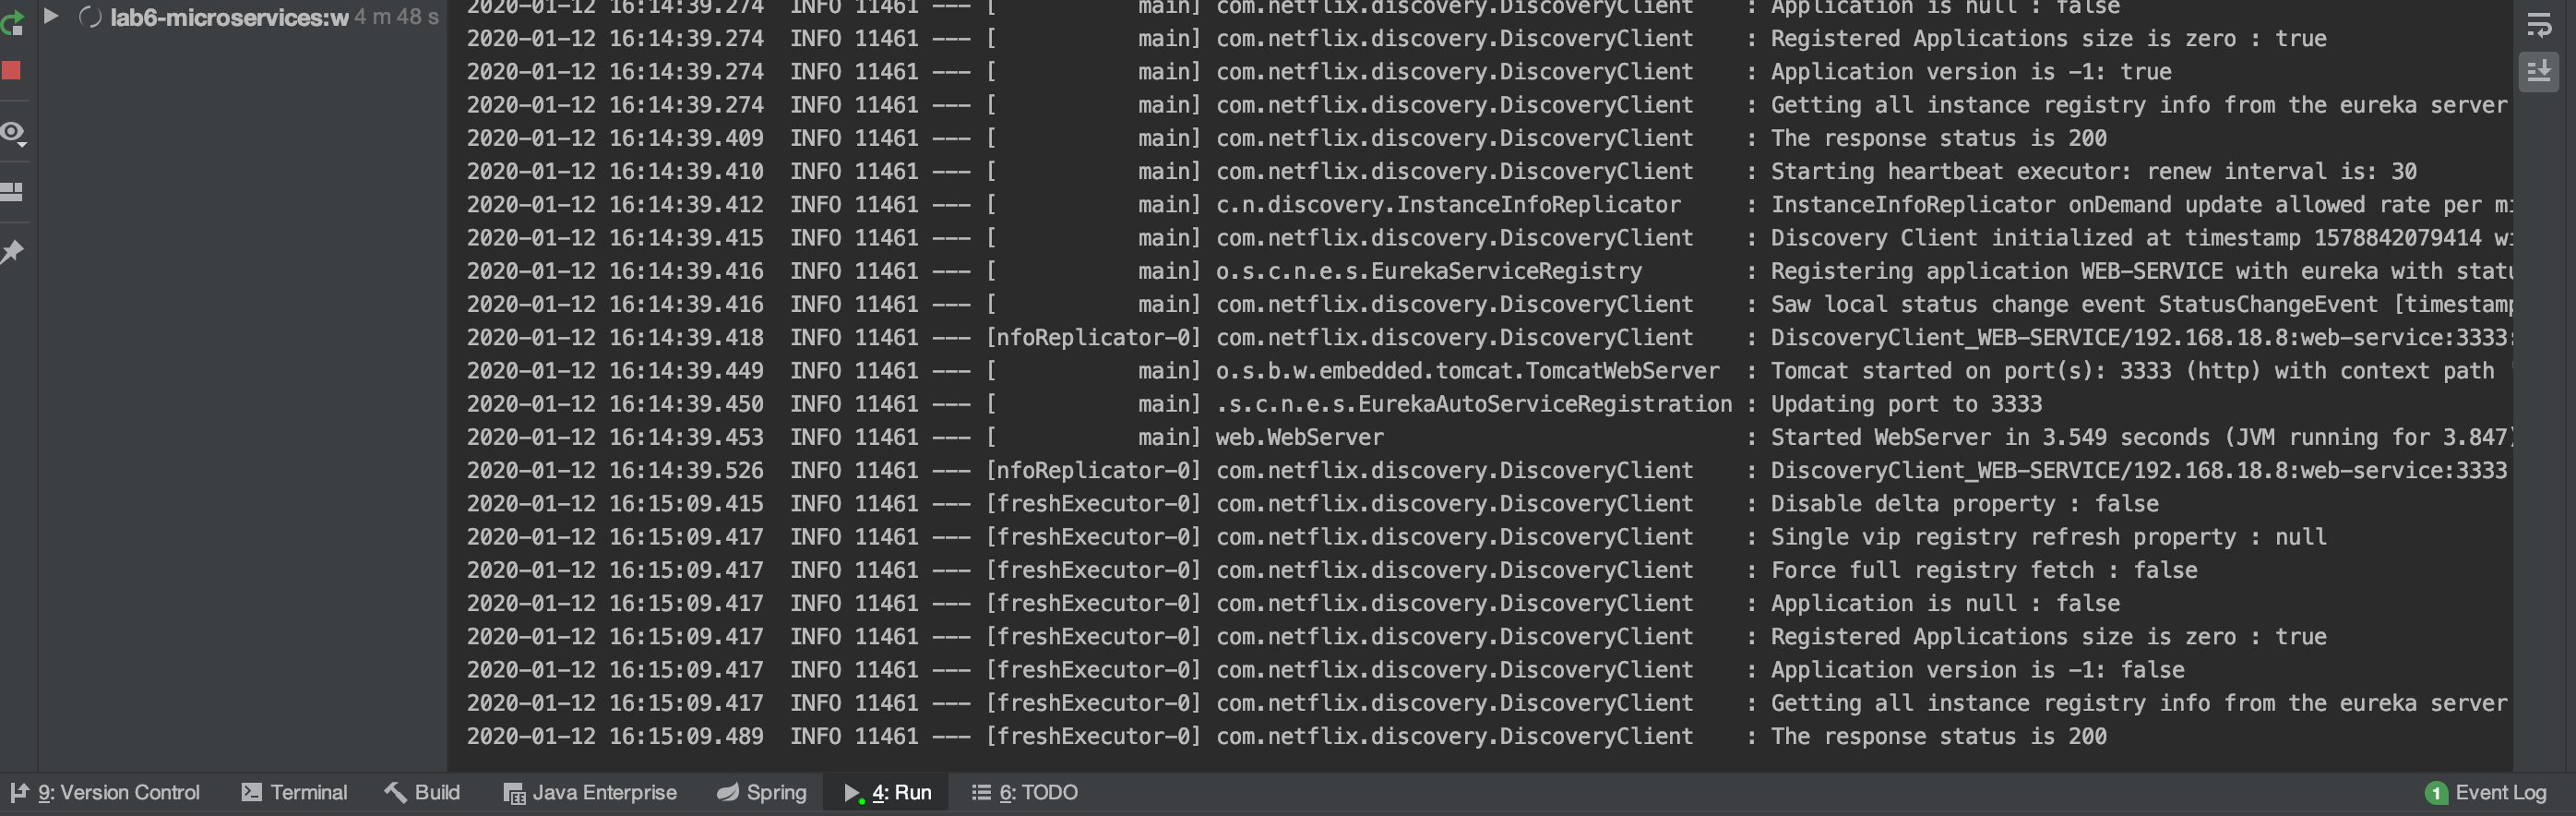 lab6-microservices:w 4 m 48 s
2020-01-12 16:14:39.274  INFO 11461 --- [           main] com.netflix.discovery.DiscoveryClient    : Application is null : false
2020-01-12 16:14:39.274  INFO 11461 --- [           main] com.netflix.discovery.DiscoveryClient    : Registered Applications size is zero : true
2020-01-12 16:14:39.274  INFO 11461 --- [           main] com.netflix.discovery.DiscoveryClient    : Application version is -1: true
2020-01-12 16:14:39.274  INFO 11461 --- [           main] com.netflix.discovery.DiscoveryClient    : Getting all instance registry info from the eureka server
2020-01-12 16:14:39.409  INFO 11461 --- [           main] com.netflix.discovery.DiscoveryClient    : The response status is 200
2020-01-12 16:14:39.410  INFO 11461 --- [           main] com.netflix.discovery.DiscoveryClient    : Starting heartbeat executor: renew interval is: 30
2020-01-12 16:14:39.412  INFO 11461 --- [           main] c.n.discovery.InstanceInfoReplicator     : InstanceInfoReplicator onDemand update allowed rate per mi
2020-01-12 16:14:39.415  INFO 11461 --- [           main] com.netflix.discovery.DiscoveryClient    : Discovery Client initialized at timestamp 1578842079414 wi
2020-01-12 16:14:39.416  INFO 11461 --- [           main] o.s.c.n.e.s.EurekaServiceRegistry        : Registering application WEB-SERVICE with eureka with statu
2020-01-12 16:14:39.416  INFO 11461 --- [           main] com.netflix.discovery.DiscoveryClient    : Saw local status change event StatusChangeEvent [timestamp
2020-01-12 16:14:39.418  INFO 11461 --- [nfoReplicator-0] com.netflix.discovery.DiscoveryClient    : DiscoveryClient_WEB-SERVICE/192.168.18.8:web-service:3333:
2020-01-12 16:14:39.449  INFO 11461 --- [           main] o.s.b.w.embedded.tomcat.TomcatWebServer  : Tomcat started on port(s): 3333 (http) with context path '
2020-01-12 16:14:39.450  INFO 11461 --- [           main] .s.c.n.e.s.EurekaAutoServiceRegistration : Updating port to 3333
2020-01-12 16:14:39.453  INFO 11461 --- [           main] web.WebServer                            : Started WebServer in 3.549 seconds (JVM running for 3.847)
2020-01-12 16:14:39.526  INFO 11461 --- [nfoReplicator-0] com.netflix.discovery.DiscoveryClient    : DiscoveryClient_WEB-SERVICE/192.168.18.8:web-service:3333
2020-01-12 16:15:09.415  INFO 11461 --- [freshExecutor-0] com.netflix.discovery.DiscoveryClient    : Disable delta property : false
2020-01-12 16:15:09.417  INFO 11461 --- [freshExecutor-0] com.netflix.discovery.DiscoveryClient    : Single vip registry refresh property : null
2020-01-12 16:15:09.417  INFO 11461 --- [freshExecutor-0] com.netflix.discovery.DiscoveryClient    : Force full registry fetch : false
2020-01-12 16:15:09.417  INFO 11461 --- [freshExecutor-0] com.netflix.discovery.DiscoveryClient    : Application is null : false
2020-01-12 16:15:09.417  INFO 11461 --- [freshExecutor-0] com.netflix.discovery.DiscoveryClient    : Registered Applications size is zero : true
2020-01-12 16:15:09.417  INFO 11461 --- [freshExecutor-0] com.netflix.discovery.DiscoveryClient    : Application version is -1: false
2020-01-12 16:15:09.417  INFO 11461 --- [freshExecutor-0] com.netflix.discovery.DiscoveryClient    : Getting all instance registry info from the eureka server
2020-01-12 16:15:09.489  INFO 11461 --- [freshExecutor-0] com.netflix.discovery.DiscoveryClient    : The response status is 200
9: Version Control Terminal Build Java Enterprise Spring 4: Run 6: TODO 1 Event Log